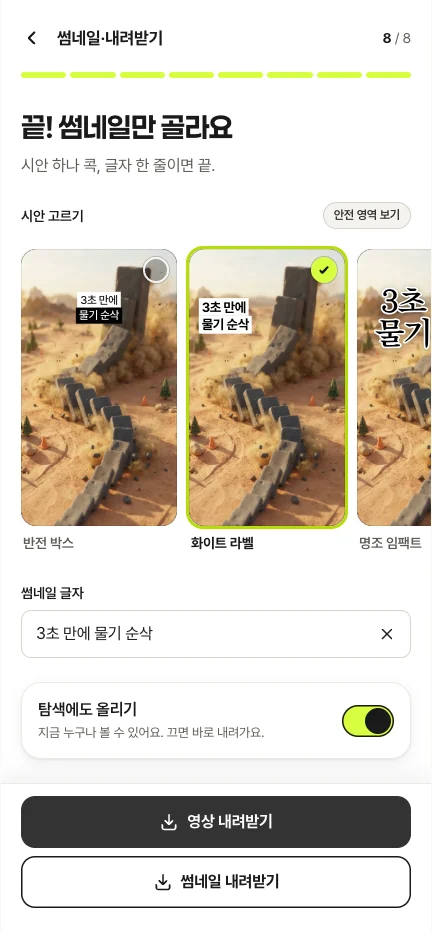 썸네일·내려받기
8 / 8
끝! 썸네일만 골라요
시안 하나 콕, 글자 한 줄이면 끝.
시안 고르기
안전 영역 보기
3초 만에
물기 순삭
3초 만에
물기 순삭
3초
물기
반전 박스
화이트 라벨
명조 임팩트
썸네일 글자
3초 만에 물기 순삭
탐색에도 올리기
지금 누구나 볼 수 있어요. 끄면 바로 내려가요.
영상 내려받기
썸네일 내려받기